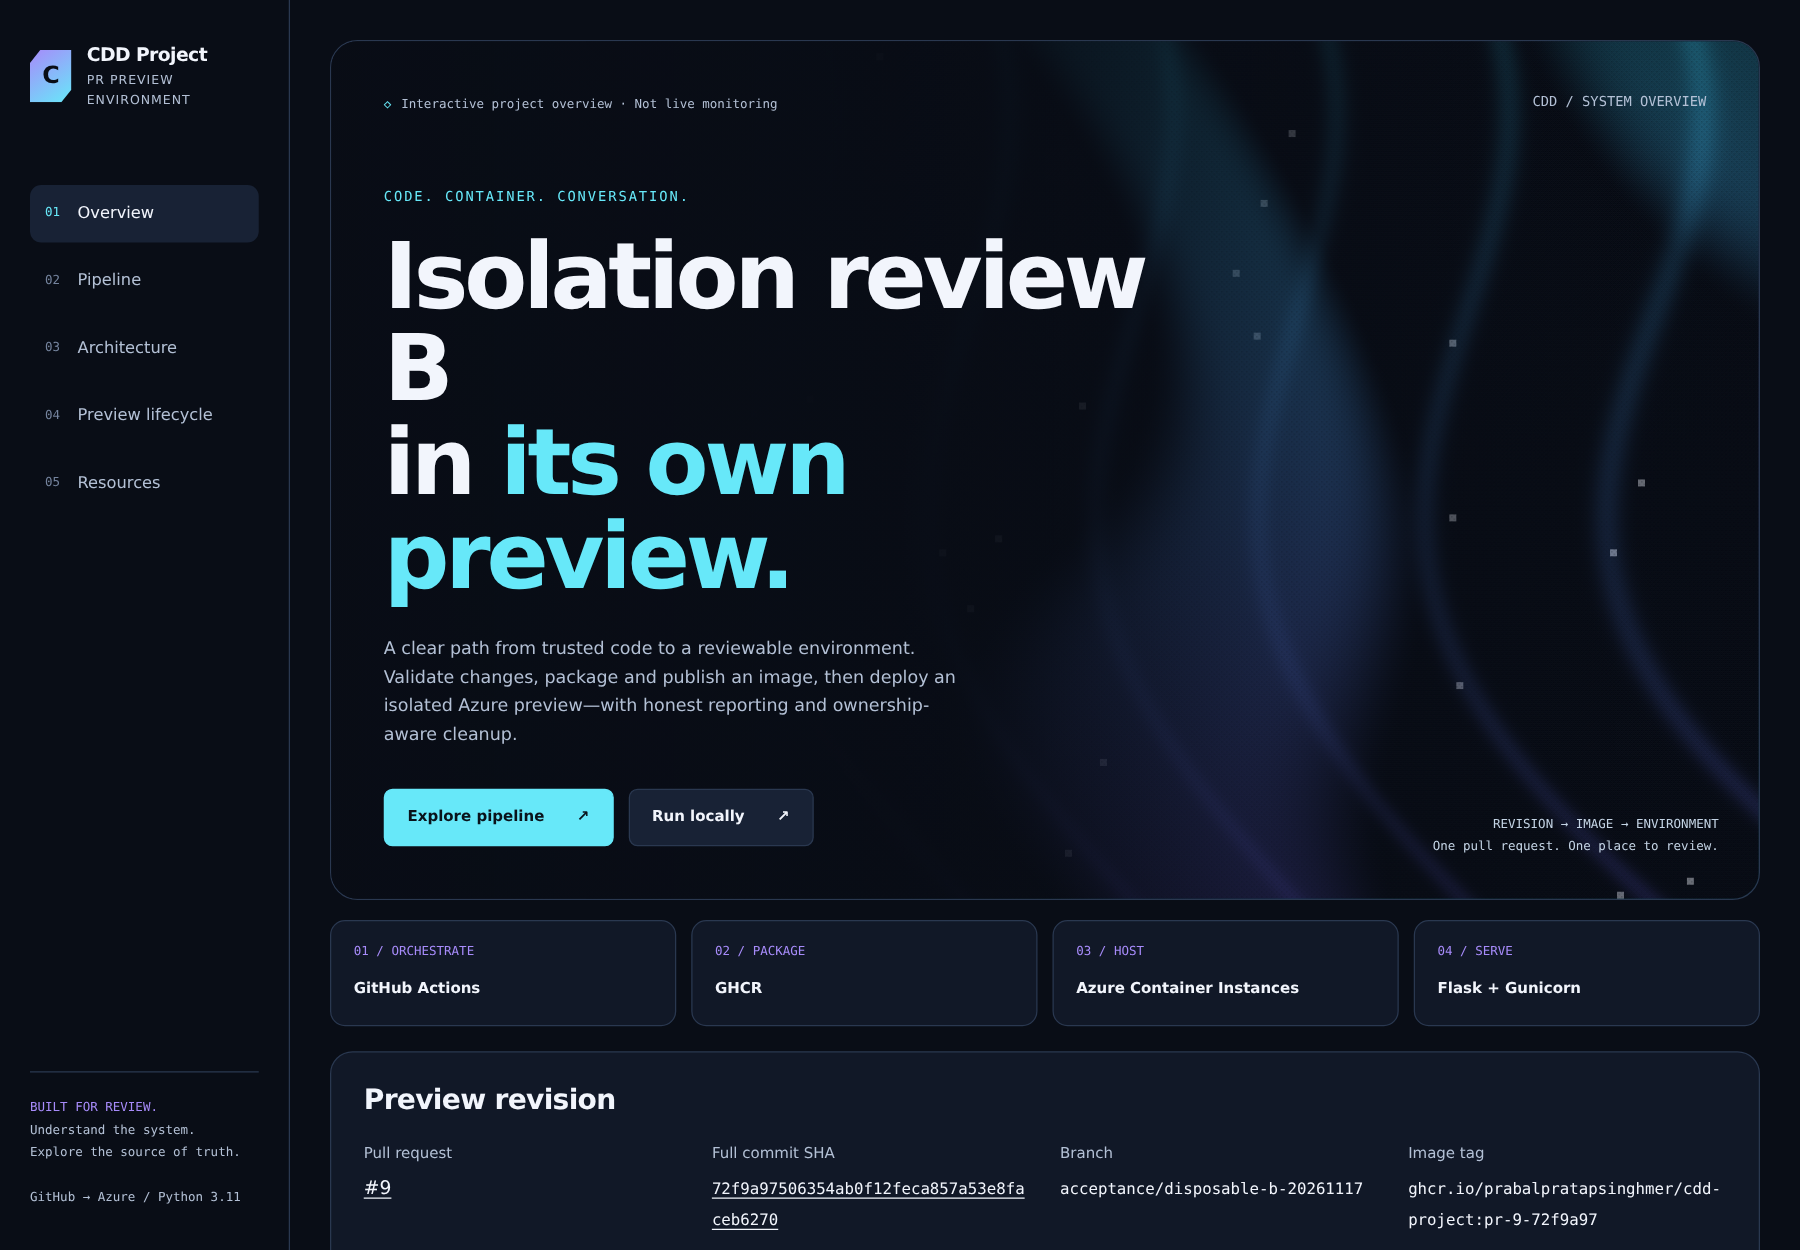 C
CDD Project
PR PREVIEW
ENVIRONMENT
01 Overview
02 Pipeline
03 Architecture
04 Preview lifecycle
05 Resources
BUILT FOR REVIEW.
Understand the system.
Explore the source of truth.
GitHub → Azure / Python 3.11
◇ Interactive project overview · Not live monitoring
CDD / SYSTEM OVERVIEW
CODE. CONTAINER. CONVERSATION.
Isolation review
B
in its own
preview.
A clear path from trusted code to a reviewable environment.
Validate changes, package and publish an image, then deploy an
isolated Azure preview—with honest reporting and ownership-
aware cleanup.
Explore pipeline ↗
Run locally ↗
REVISION → IMAGE → ENVIRONMENT
One pull request. One place to review.
01 / ORCHESTRATE
GitHub Actions
02 / PACKAGE
GHCR
03 / HOST
Azure Container Instances
04 / SERVE
Flask + Gunicorn
Preview revision
Pull request
#9
Full commit SHA
72f9a97506354ab0f12feca857a53e8fa
ceb6270
Branch
acceptance/disposable-b-20261117
Image tag
ghcr.io/prabalpratapsinghmer/cdd-
project:pr-9-72f9a97